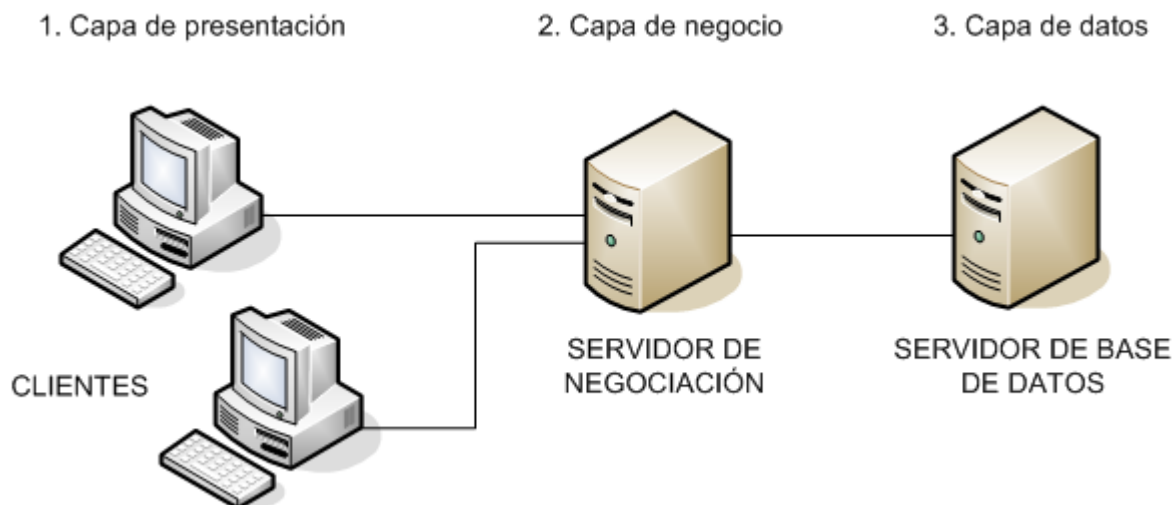 1. Capa de presentación
2. Capa de negocio
3. Capa de datos
CLIENTES
SERVIDOR DE
NEGOCIACIÓN
SERVIDOR DE BASE
DE DATOS